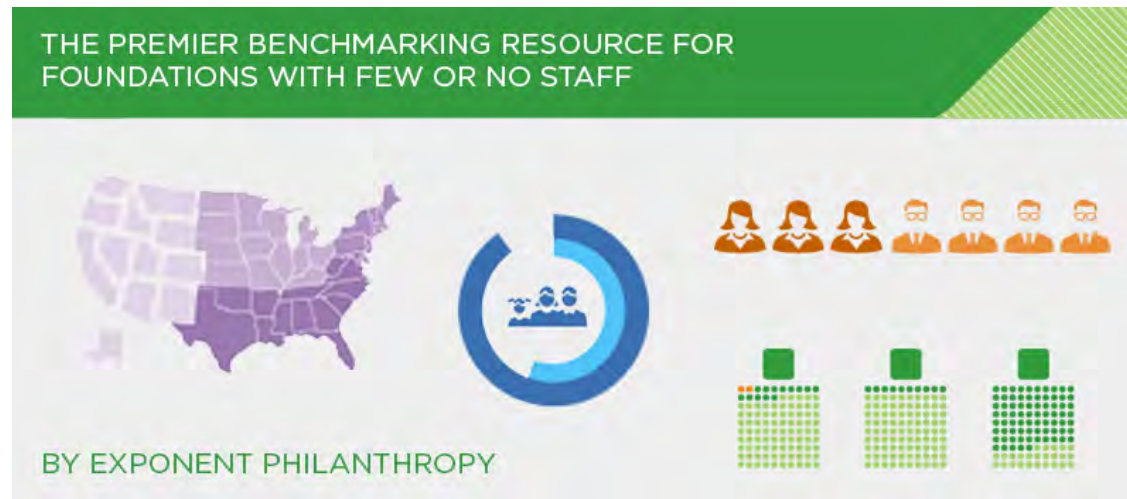 THE PREMIER BENCHMARKING RESOURCE FOR
FOUNDATIONS WITH FEW OR NO STAFF
BY EXPONENT PHILANTHROPY